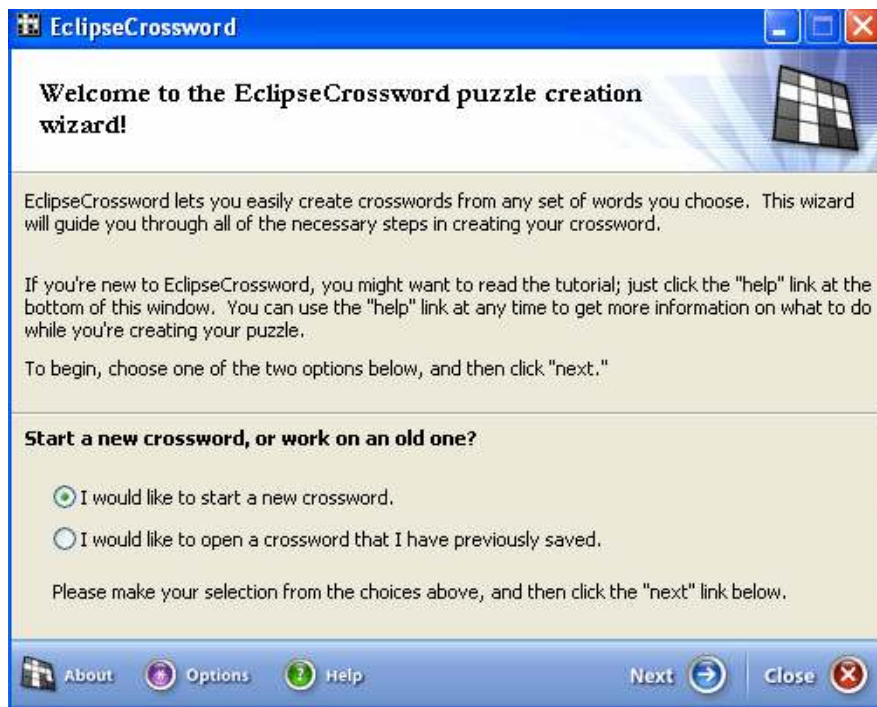 EclipseCrossword
Welcome to the EclipseCrossword puzzle creation
wizard!
EclipseCrossword lets you easily create crosswords from any set of words you choose.  This wizard
will guide you through all of the necessary steps in creating your crossword.
If you're new to EclipseCrossword, you might want to read the tutorial; just click the "help" link at the
bottom of this window.  You can use the "help" link at any time to get more information on what to do
while you're creating your puzzle.
To begin, choose one of the two options below, and then click "next."
Start a new crossword, or work on an old one?
I would like to start a new crossword.
I would like to open a crossword that I have previously saved.
Please make your selection from the choices above, and then click the "next" link below.
About Options Help Next Close